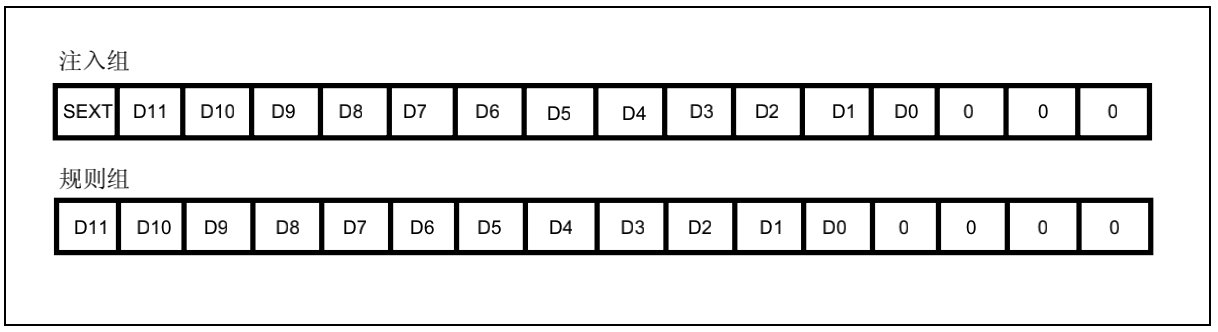 注入组
SEXT D11 D10 D9 D8 D7 D6 D5 D4 D3 D2 D1 D0 0 0 0
规则组
D11 D10 D9 D8 D7 D6 D5 D4 D3 D2 D1 D0 0 0 0 0